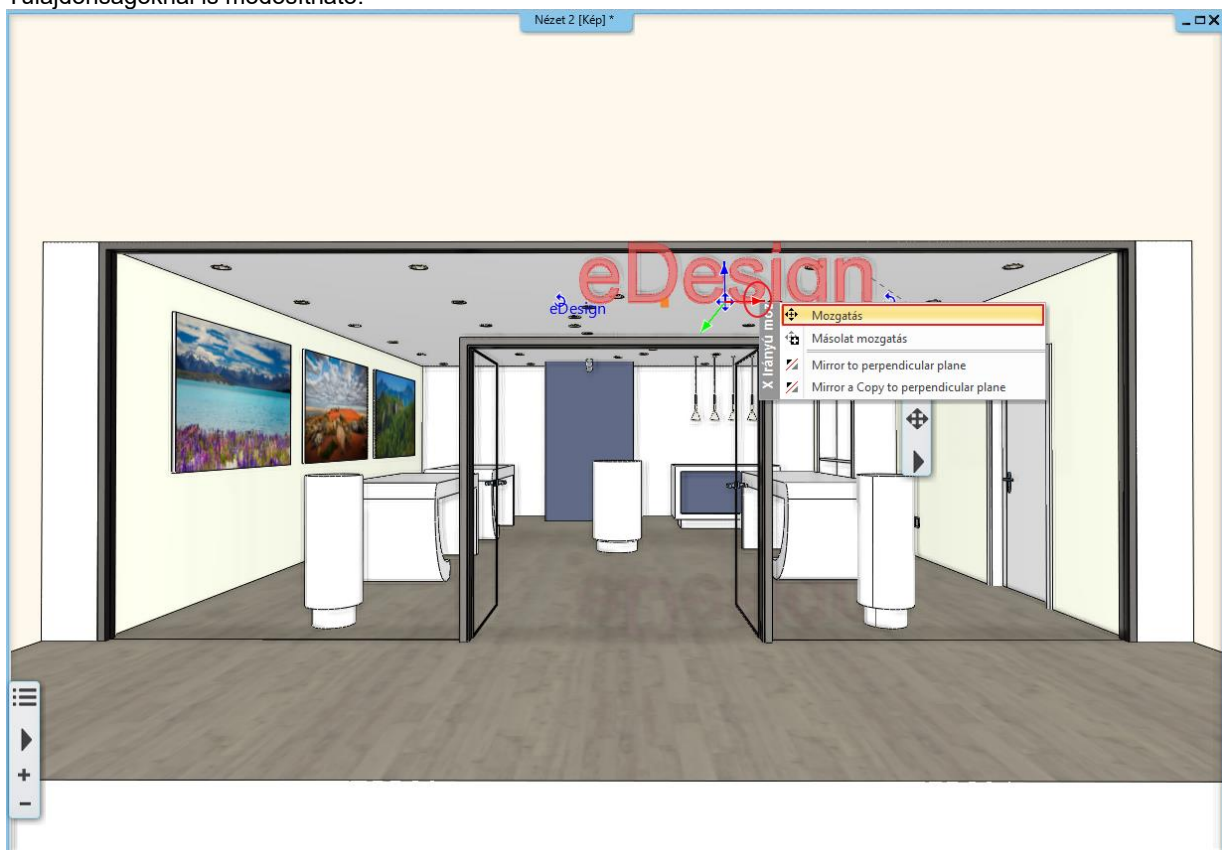 Tulajdonságoknál is módosítható.
Nézet 2 [Kép] *
eDesign
eDesign
Mozgatás
Másolat mozgatás
Mirror to perpendicular plane
Mirror a Copy to perpendicular plane
X Irányú moz